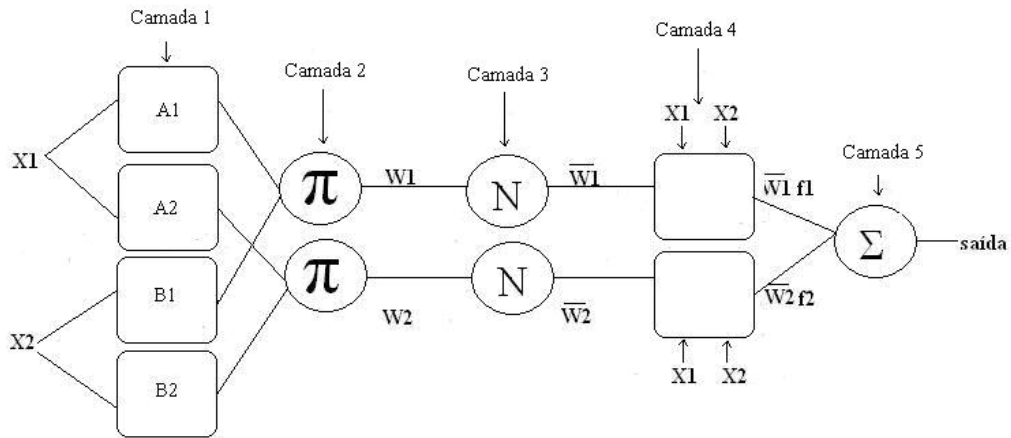 Camada 1
Camada 2
Camada 3
Camada 4
Camada 5
X1
X2
A1
A2
B1
B2
π
π
W1
W2
N
N
W̅1
W̅2
X1 X2
X1 X2
W̅1 f1
W̅2 f2
Σ
saída